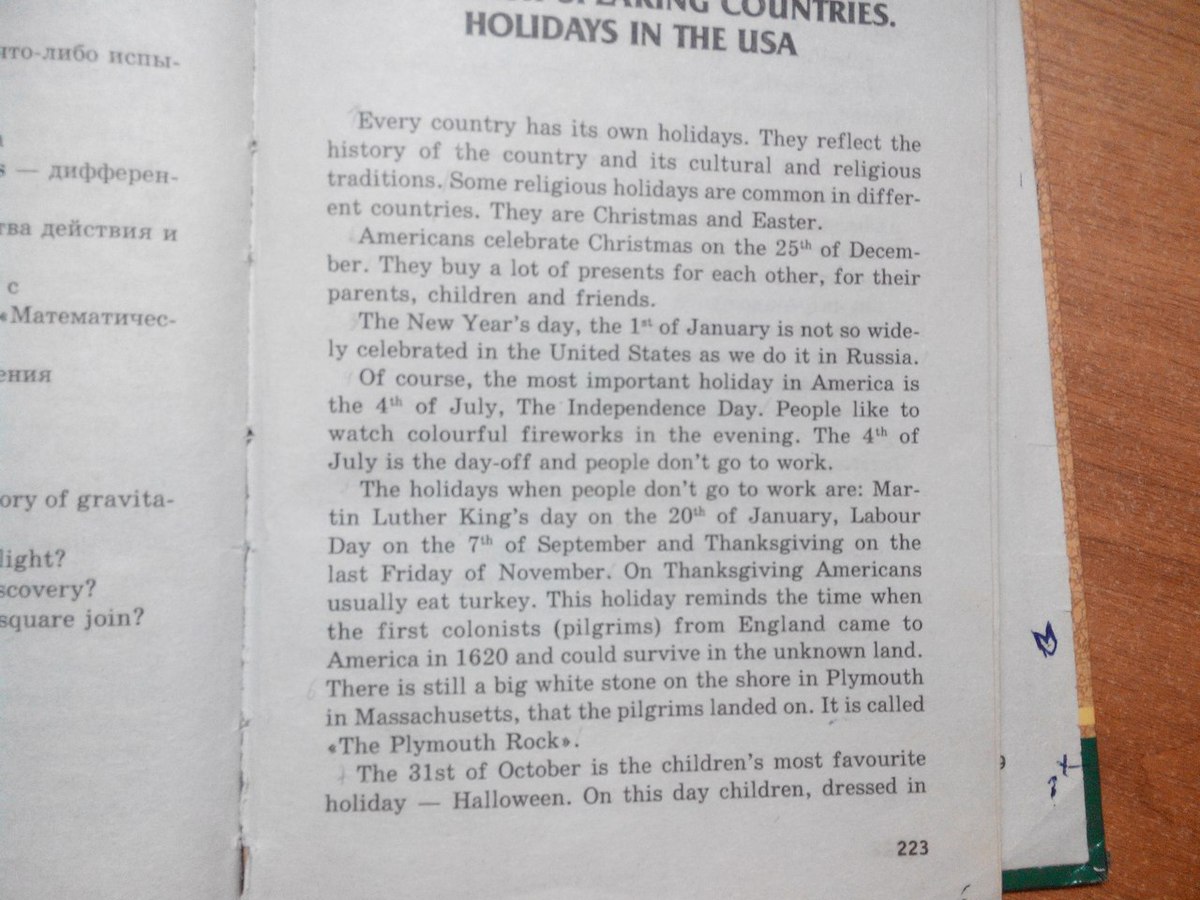 что-либо испы-
— дифферен-
действия и
с
«Математичес-
ory of gravita-
light?
square join?
SPEAKING COUNTRIES.
HOLIDAYS IN THE USA
Every country has its own holidays. They reflect the
history of the country and its cultural and religious
traditions. Some religious holidays are common in differ-
ent countries. They are Christmas and Easter.
Americans celebrate Christmas on the 25th of Decem-
ber. They buy a lot of presents for each other, for their
parents, children and friends.
The New Year's day, the 1st of January is not so wide-
ly celebrated in the United States as we do it in Russia.
Of course, the most important holiday in America is
the 4th of July, The Independence Day. People like to
watch colourful fireworks in the evening. The 4th of
July is the day-off and people don't go to work.
The holidays when people don't go to work are: Mar-
tin Luther King's day on the 20th of January, Labour
Day on the 7th of September and Thanksgiving on the
last Friday of November. On Thanksgiving Americans
usually eat turkey. This holiday reminds the time when
the first colonists (pilgrims) from England came to
America in 1620 and could survive in the unknown land.
There is still a big white stone on the shore in Plymouth
in Massachusetts, that the pilgrims landed on. It is called
«The Plymouth Rock».
The 31st of October is the children's most favourite
holiday — Halloween. On this day children, dressed in
223